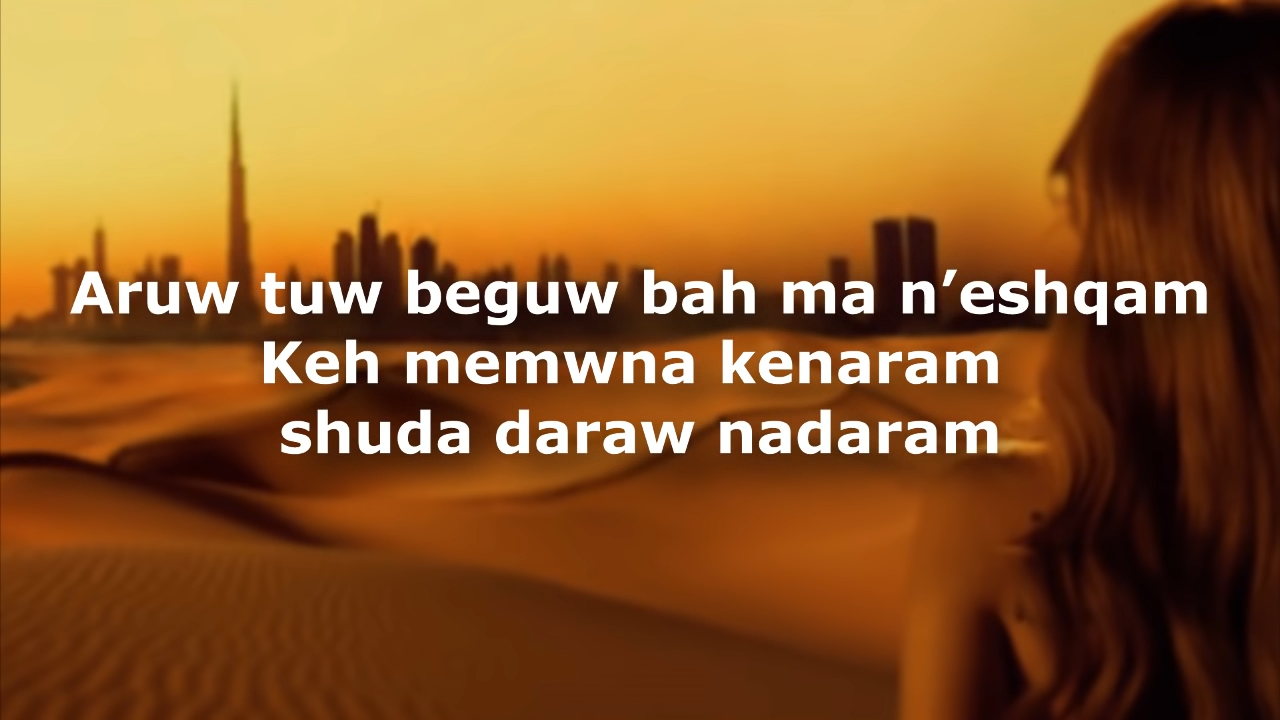 Aruw tuw beguw bah ma n’eshqam
Keh memwna kenaram
shuda daraw nadaram